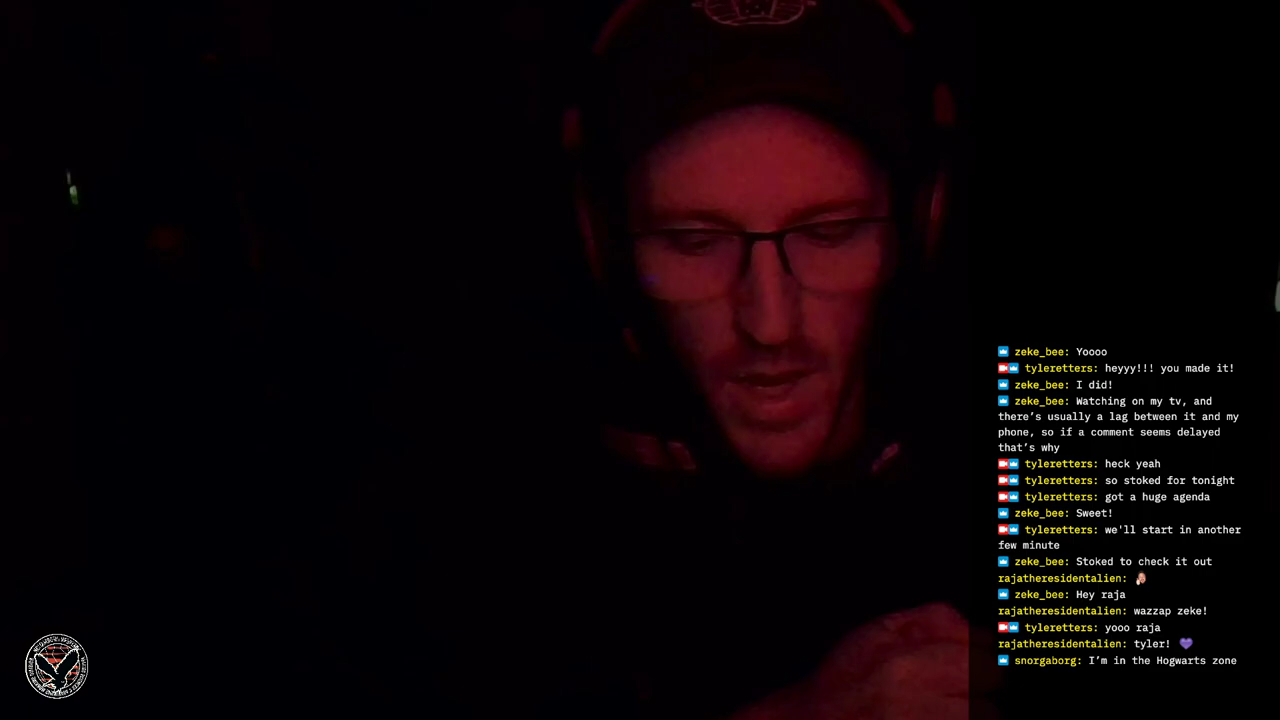 zeke_bee: Yoooo
tyleretters: heyyy!!! you made it!
zeke_bee: I did!
zeke_bee: Watching on my tv, and
there’s usually a lag between it and my
phone, so if a comment seems delayed
that’s why
tyleretters: heck yeah
tyleretters: so stoked for tonight
tyleretters: got a huge agenda
zeke_bee: Sweet!
tyleretters: we'll start in another
few minute
zeke_bee: Stoked to check it out
rajatheresidentalien:
zeke_bee: Hey raja
rajatheresidentalien: wazzap zeke!
tyleretters: yooo raja
rajatheresidentalien: tyler! 💜
snorgaborg: I’m in the Hogwarts zone